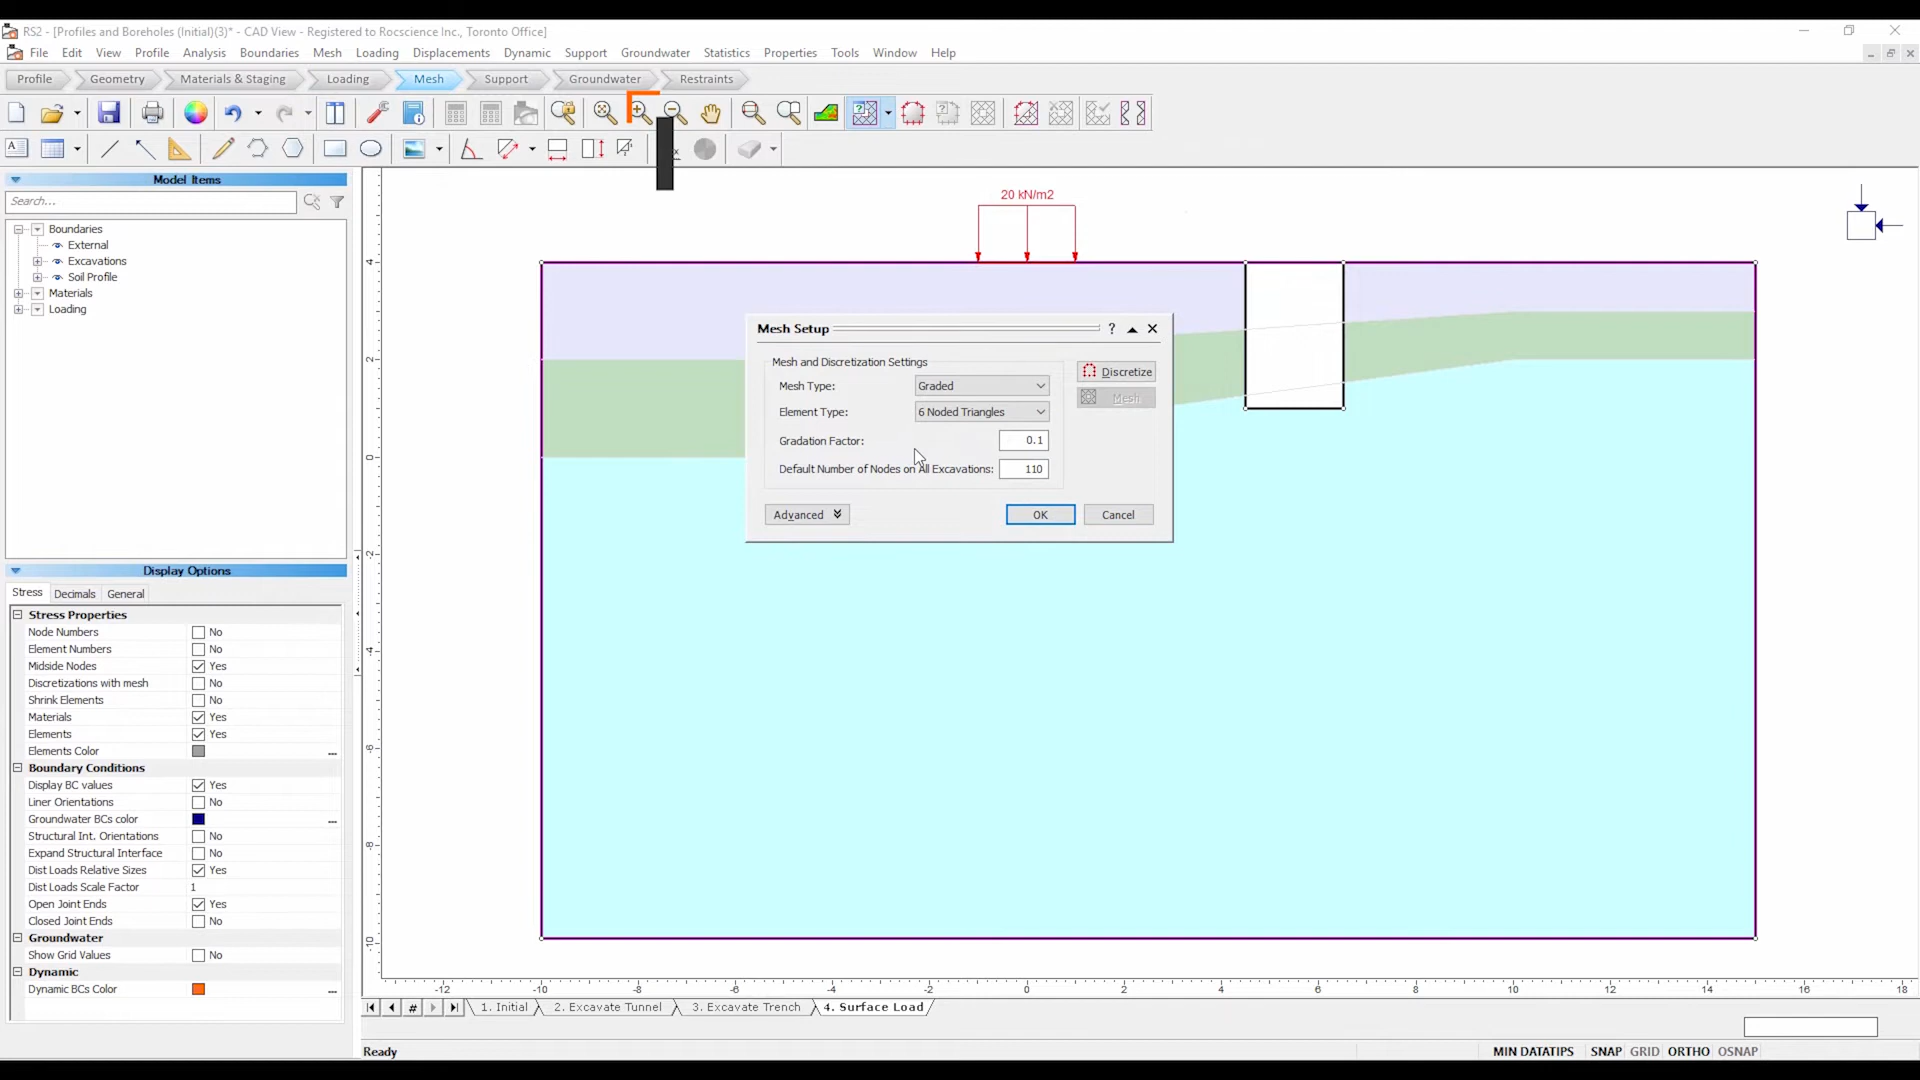 RS2 - [Profiles and Boreholes (Initial)(3)* - CAD View - Registered to Rocscience Inc., Toronto Office]
File Edit View Profile Analysis Boundaries Mesh Loading Displacements Dynamic Support Groundwater Statistics Properties Tools Window Help
Profile Geometry Materials & Staging Loading Mesh Support Groundwater Restraints
Model Items
Search...
Boundaries
External
Excavations
Soil Profile
Materials
Loading
Display Options
Stress Decimals General
Stress Properties
Node Numbers No
Element Numbers No
Midside Nodes Yes
Discretizations with mesh No
Shrink Elements No
Materials Yes
Elements Yes
Elements Color ...
Boundary Conditions
Display BC values Yes
Liner Orientations No
Groundwater BCs color ...
Structural Int. Orientations No
Expand Structural Interface No
Dist Loads Relative Sizes Yes
Dist Loads Scale Factor 1
Open Joint Ends Yes
Closed Joint Ends No
Groundwater
Show Grid Values No
Dynamic
Dynamic BCs Color ...
20 kN/m2
4
2
0
-2
-4
-6
-8
-10
Mesh Setup ?
Mesh and Discretization Settings
Mesh Type: Graded
Element Type: 6 Noded Triangles
Gradation Factor: 0.1
Default Number of Nodes on All Excavations: 110
Discretize
Mesh
Advanced OK Cancel
-12 -10 -8 -6 -4 -2 0 2 4 6 8 10 12 14 16 18
# 1. Initial 2. Excavate Tunnel 3. Excavate Trench 4. Surface Load
Ready MIN DATATIPS SNAP GRID ORTHO OSNAP